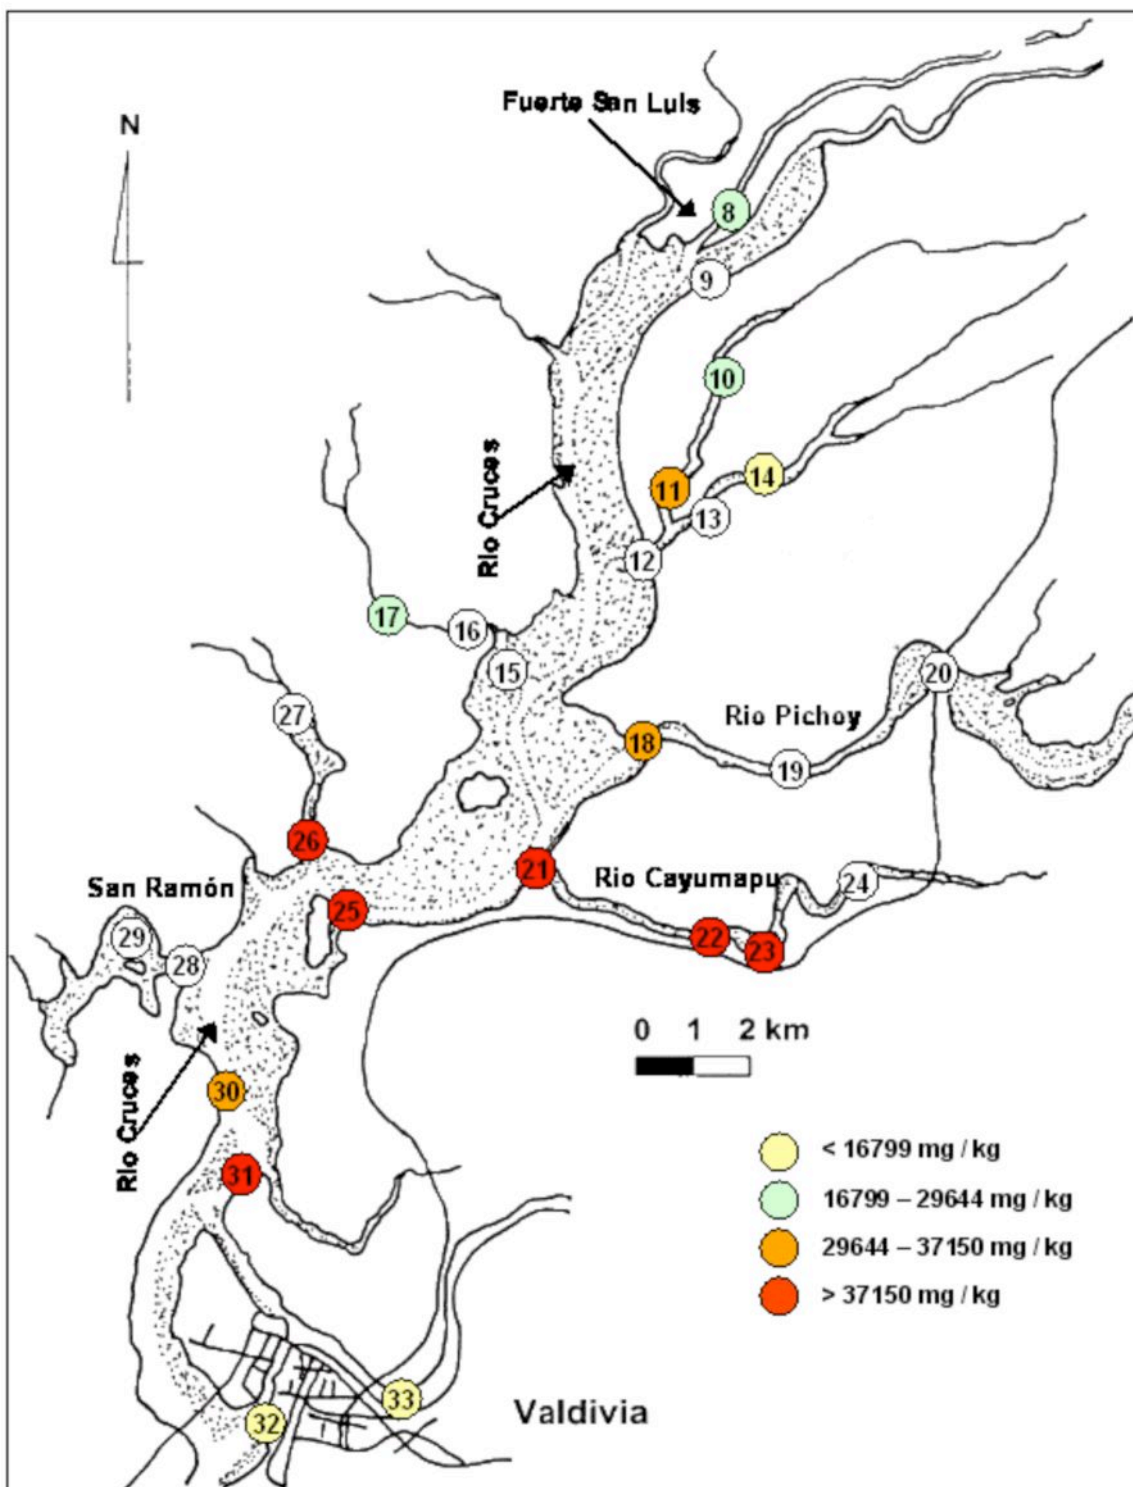 Fuerte San Luis
N
8
9
10
11
14
13
12
Rio Cruces
17
16
15
27
20
Rio Pichoy
18
19
26
21
Rio Cayumapu
24
San Ramón
25
22
23
29
28
0 1 2 km
Rio Cruces
30
31
< 16799 mg / kg
16799 – 29644 mg / kg
29644 – 37150 mg / kg
> 37150 mg / kg
33
32
Valdivia